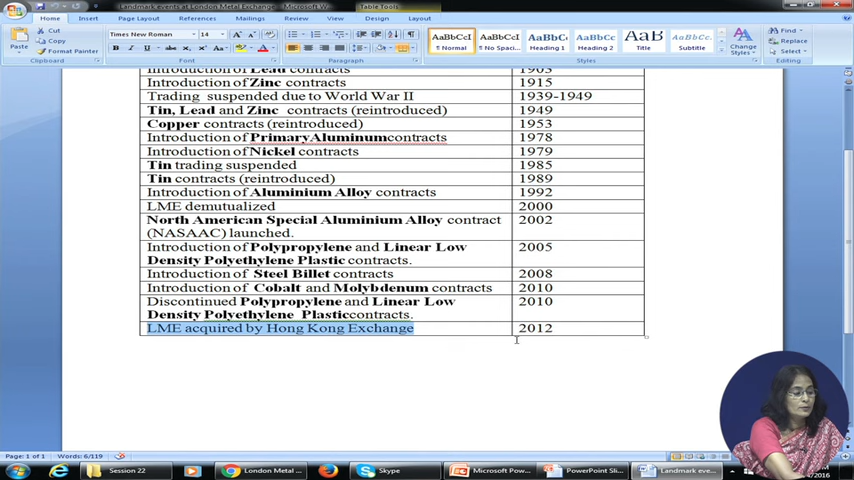 Landmark events at London Metal Exchange - Microsoft W...
Table Tools
Home
Insert
Page Layout
References
Mailings
Review
View
Design
Layout
Paste
Cut
Copy
Format Painter
Clipboard
Times New Roman
14
Font
Paragraph
AaBbCcI
¶ Normal
AaBbCcI
¶ No Spaci...
AaBbCc
Heading 1
AaBbCc
Heading 2
AaB
Title
AaBbCc.
Subtitle
Change
Styles
Styles
Find
Replace
Select
Editing
Introduction of Lead contracts 1903
Introduction of Zinc contracts 1915
Trading suspended due to World War II 1939-1949
Tin, Lead and Zinc contracts (reintroduced) 1949
Copper contracts (reintroduced) 1953
Introduction of Primary Aluminumcontracts 1978
Introduction of Nickel contracts 1979
Tin trading suspended 1985
Tin contracts (reintroduced) 1989
Introduction of Aluminium Alloy contracts 1992
LME demutualized 2000
North American Special Aluminium Alloy contract 2002
(NASAAC) launched.
Introduction of Polypropylene and Linear Low 2005
Density Polyethylene Plastic contracts.
Introduction of Steel Billet contracts 2008
Introduction of Cobalt and Molybdenum contracts 2010
Discontinued Polypropylene and Linear Low 2010
Density Polyethylene Plasticcontracts.
LME acquired by Hong Kong Exchange 2012
Page: 1 of 1
Words: 6/119
Session 22
London Metal ...
Skype
Microsoft Pow...
PowerPoint Sli...
Landmark eve...
/2016